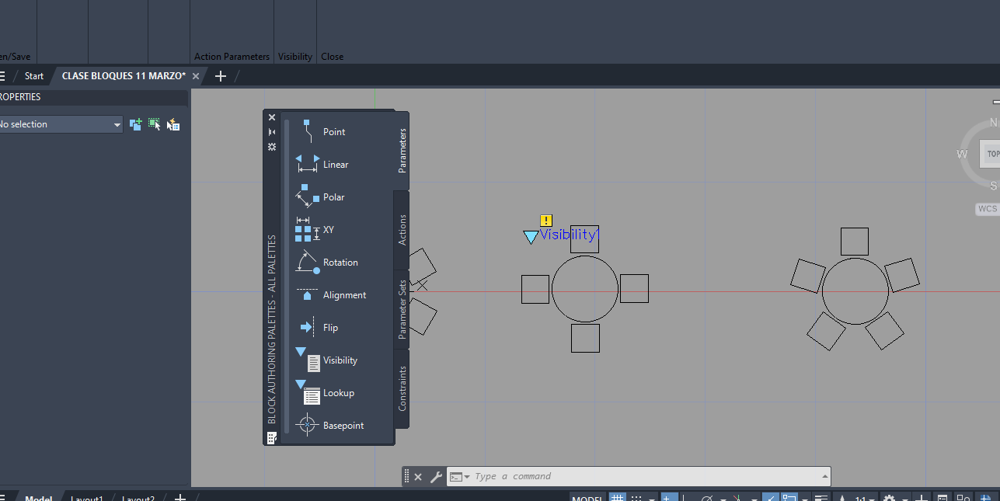 en/Save
Action Parameters
Visibility
Close
Start
CLASE BLOQUES 11 MARZO*
ROPERTIES
No selection
BLOCK AUTHORING PALETTES - ALL PALETTES
Point
Linear
Polar
XY
Rotation
Alignment
Flip
Visibility
Lookup
Basepoint
Parameters
Actions
Parameter Sets
Constraints
!
Visibility1
N
W
TOP
S
WCS
Type a command
Model
Layout1
Layout2
MODEL
1:1